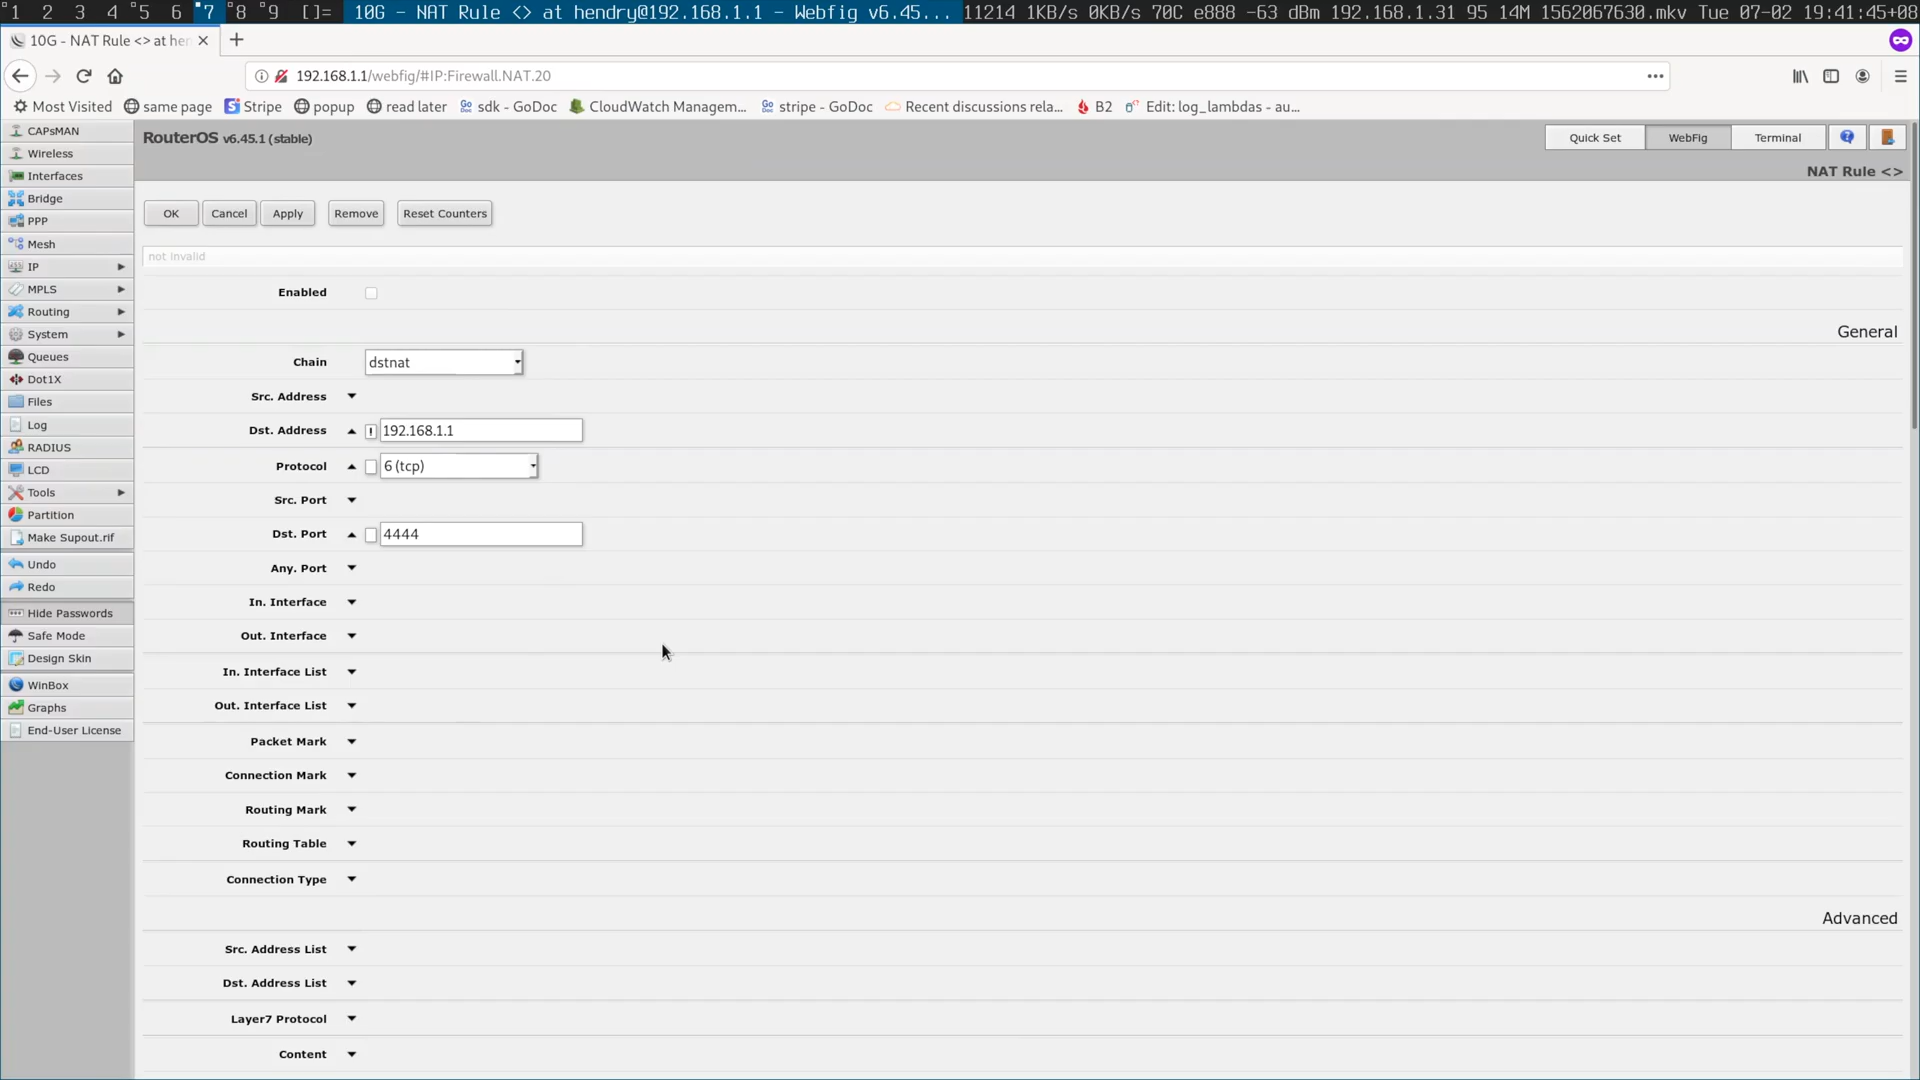 1 2 3 4 5 6 7 8 9 []= 10G - NAT Rule <> at hendry@192.168.1.1 - Webfig v6.45... 11214 1KB/s 0KB/s 70C e888 -63 dBm 192.168.1.31 95 14M 1562067630.mkv Tue 07-02 19:41:45+08
10G - NAT Rule <> at hen
192.168.1.1/webfig/#IP:Firewall.NAT.20
Most Visited same page Stripe popup read later sdk - GoDoc CloudWatch Managem... stripe - GoDoc Recent discussions rela... B2 Edit: log_lambdas - au...
CAPsMAN
Wireless
Interfaces
Bridge
PPP
Mesh
IP
MPLS
Routing
System
Queues
Dot1X
Files
Log
RADIUS
LCD
Tools
Partition
Make Supout.rif
Undo
Redo
Hide Passwords
Safe Mode
Design Skin
WinBox
Graphs
End-User License
RouterOS v6.45.1 (stable)
Quick Set WebFig Terminal
NAT Rule <>
OK Cancel Apply Remove Reset Counters
not invalid
Enabled
General
Chain dstnat
Src. Address
Dst. Address ! 192.168.1.1
Protocol 6 (tcp)
Src. Port
Dst. Port 4444
Any. Port
In. Interface
Out. Interface
In. Interface List
Out. Interface List
Packet Mark
Connection Mark
Routing Mark
Routing Table
Connection Type
Advanced
Src. Address List
Dst. Address List
Layer7 Protocol
Content